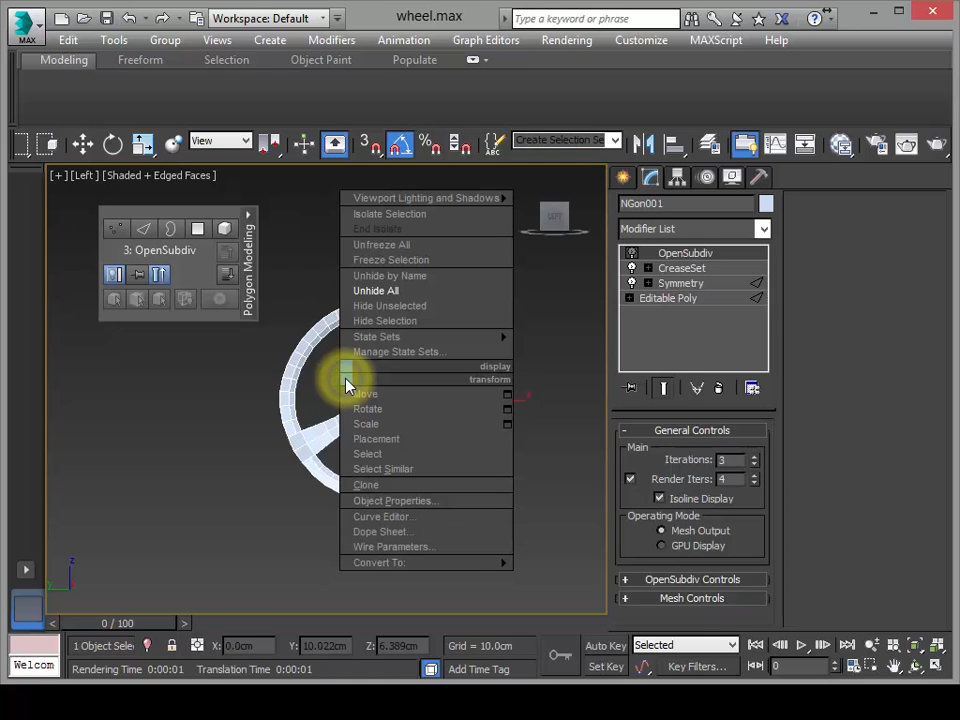 MAX
Workspace: Default
wheel.max
Type a keyword or phrase
Edit Tools Group Views Create Modifiers Animation Graph Editors Rendering Customize MAXScript Help
Modeling Freeform Selection Object Paint Populate
View
3
%
ABC
Create Selection Se
[+] [Left ] [Shaded + Edged Faces ]
3: OpenSubdiv
Polygon Modeling
Viewport Lighting and Shadows
Isolate Selection
End Isolate
Unfreeze All
Freeze Selection
Unhide by Name
Unhide All
Hide Unselected
Hide Selection
State Sets
Manage State Sets...
display
transform
Move
Rotate
Scale
Placement
Select
Select Similar
Clone
Object Properties...
Curve Editor...
Dope Sheet...
Wire Parameters...
Convert To:
LEFT
x
z
y
NGon001
Modifier List
OpenSubdiv
CreaseSet
Symmetry
Editable Poly
General Controls
Main
Iterations: 3
Render Iters: 4
Isoline Display
Operating Mode
Mesh Output
GPU Display
OpenSubdiv Controls
Mesh Controls
0 / 100
1 Object Selec
X: 0.0cm
Y: 10.022cm
Z: 6.389cm
Grid = 10.0cm
Auto Key
Selected
Welcom
Rendering Time: 0:00:01
Translation Time: 0:00:01
Add Time Tag
Set Key
Key Filters...
0